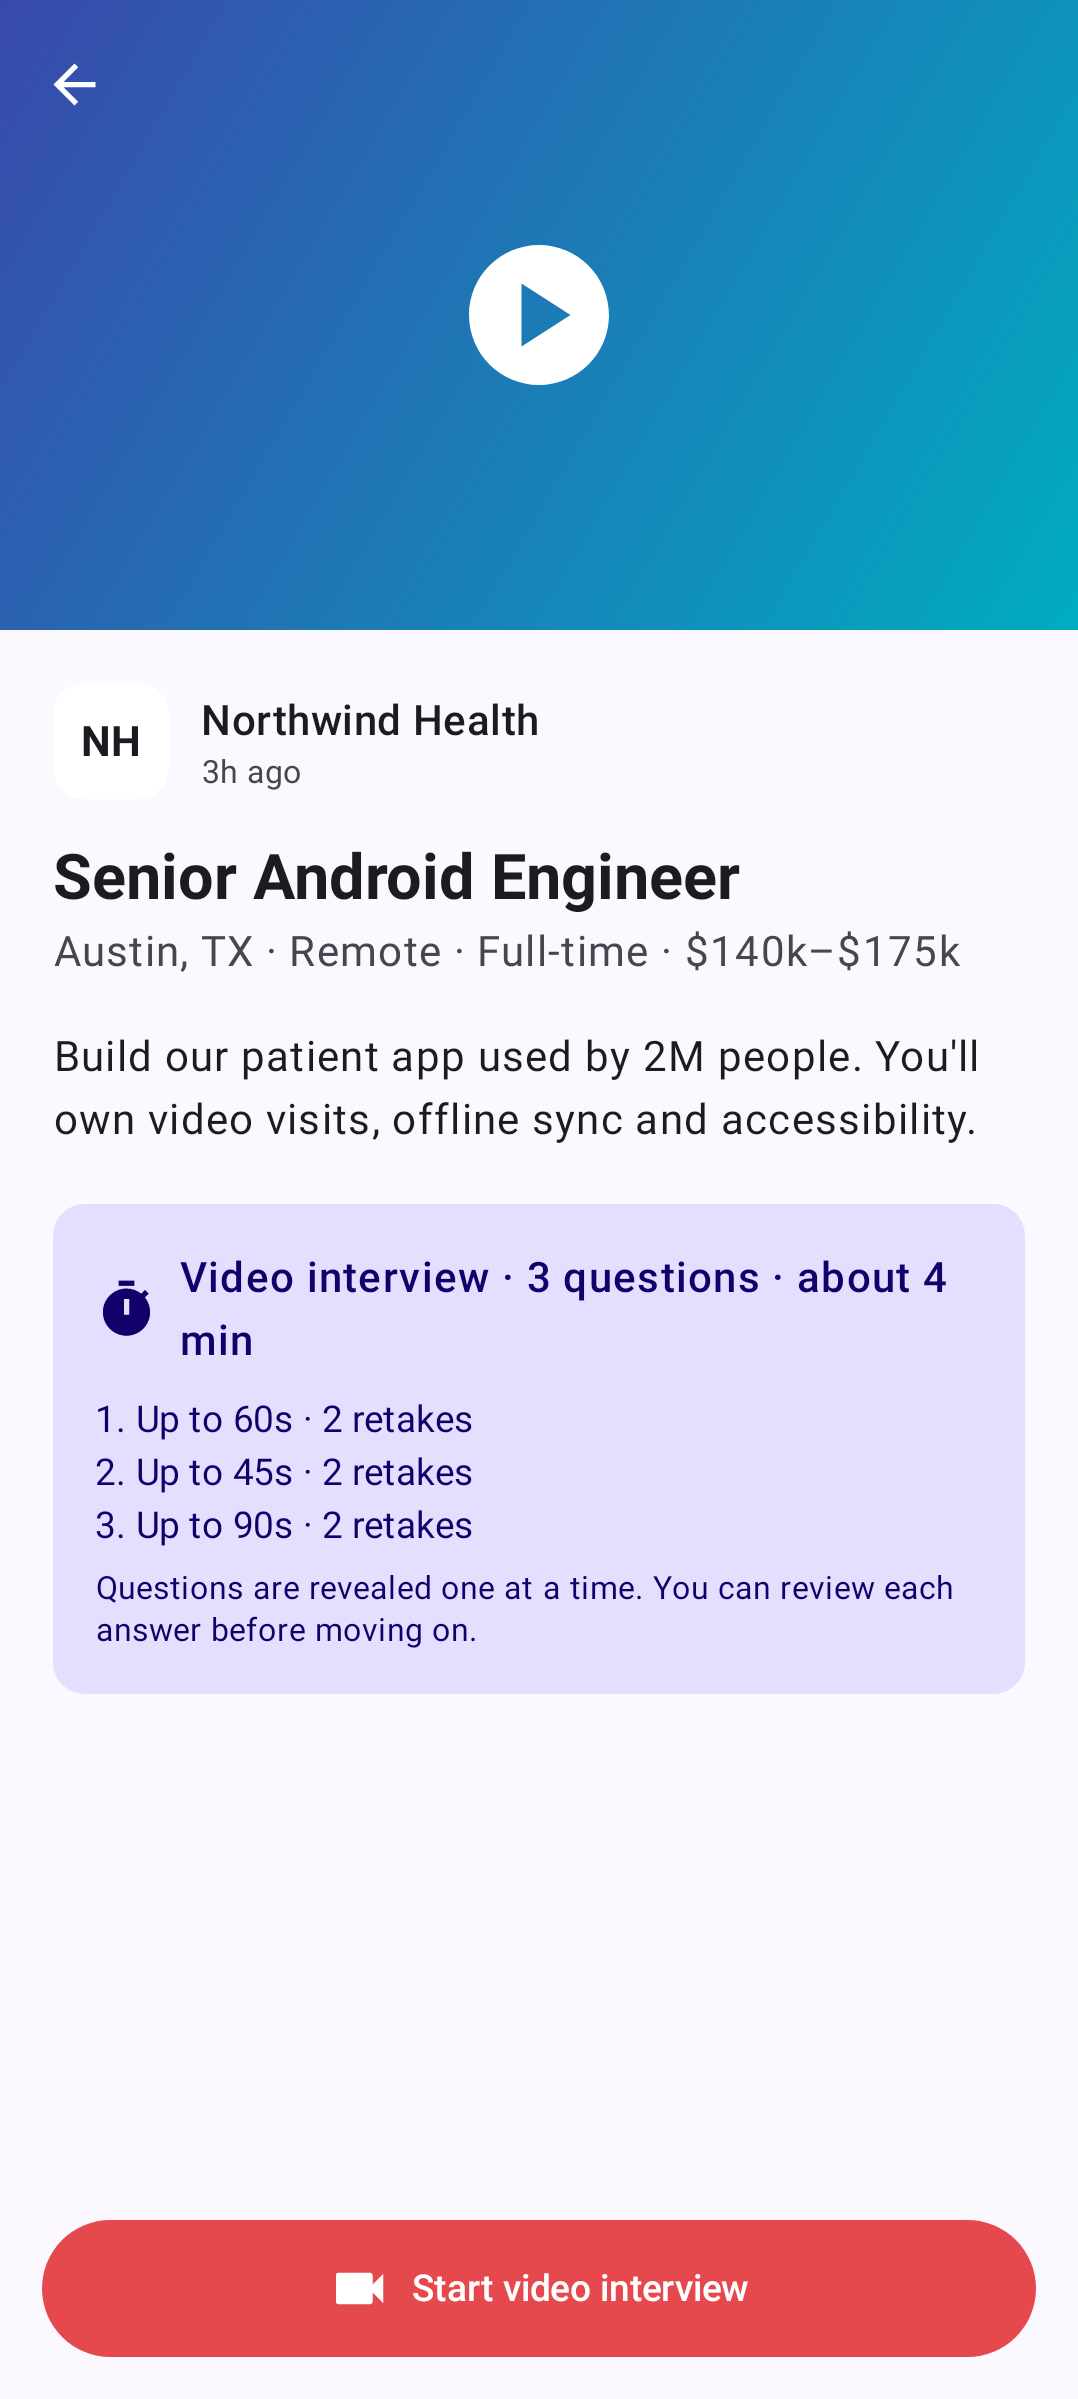 NH
Northwind Health
3h ago
Senior Android Engineer
Austin, TX · Remote · Full-time · $140k–$175k
Build our patient app used by 2M people. You'll
own video visits, offline sync and accessibility.
Video interview · 3 questions · about 4
min
1. Up to 60s · 2 retakes
2. Up to 45s · 2 retakes
3. Up to 90s · 2 retakes
Questions are revealed one at a time. You can review each
answer before moving on.
Start video interview